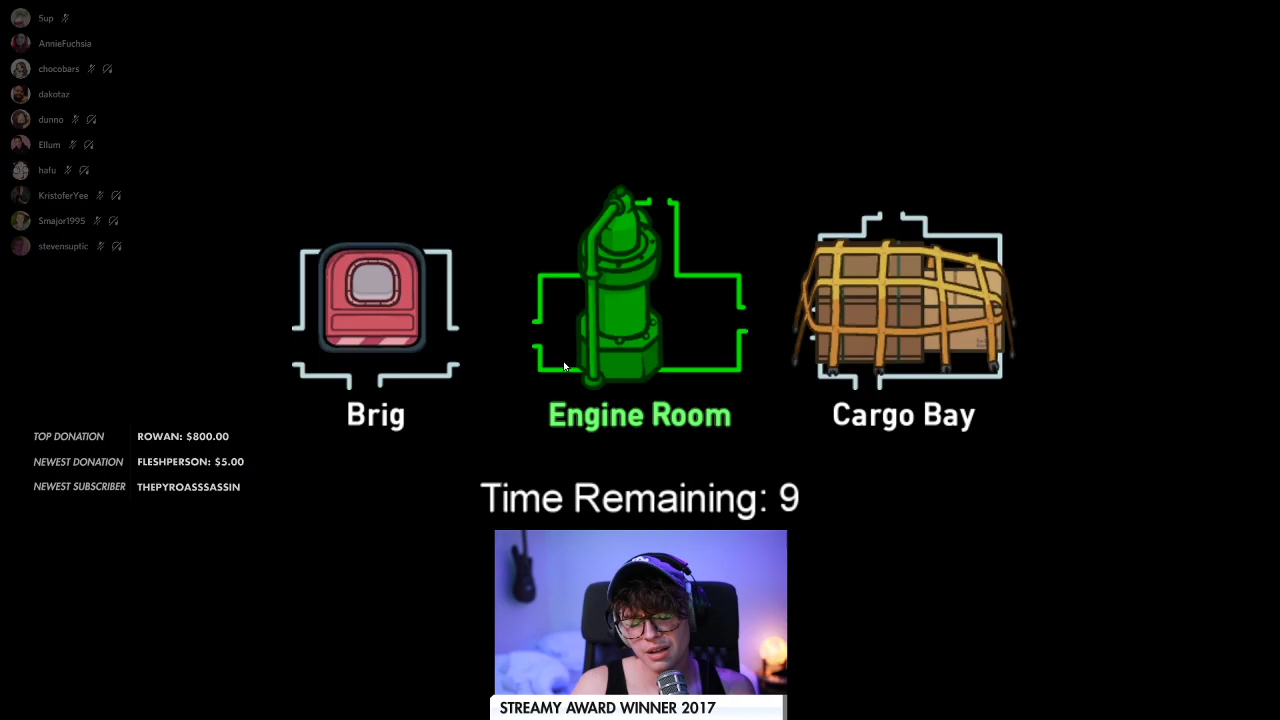 Sup
AnnieFuchsia
chocobars
dakotaz
dunno
Ellum
hafu
KristoferYee
Smajor1995
stevensuptic
Brig
Engine Room
Cargo Bay
TOP DONATION ROWAN: $800.00
NEWEST DONATION FLESHPERSON: $5.00
NEWEST SUBSCRIBER THEPYROASSSASSIN
Time Remaining: 9
STREAMY AWARD WINNER 2017